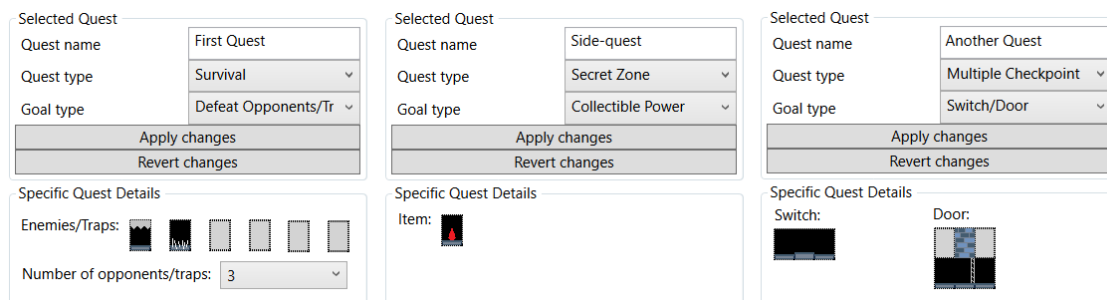 Selected Quest
Quest name First Quest
Quest type Survival
Goal type Defeat Opponents/Tr
Apply changes
Revert changes
Specific Quest Details
Enemies/Traps:
Number of opponents/traps: 3
Selected Quest
Quest name Side-quest
Quest type Secret Zone
Goal type Collectible Power
Apply changes
Revert changes
Specific Quest Details
Item:
Selected Quest
Quest name Another Quest
Quest type Multiple Checkpoint
Goal type Switch/Door
Apply changes
Revert changes
Specific Quest Details
Switch: Door: